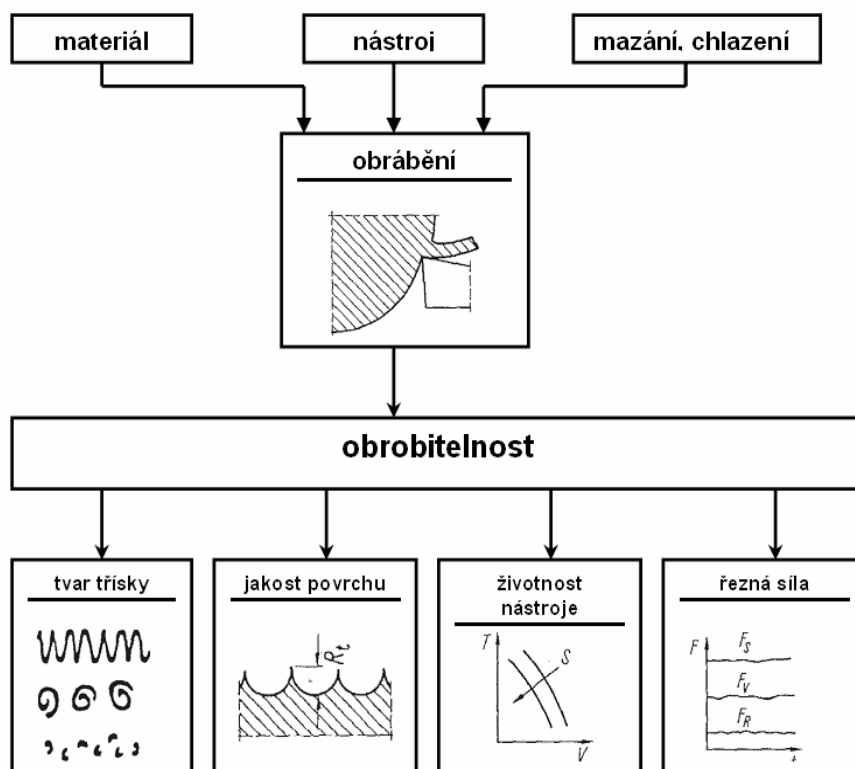 materiál
nástroj
mazání, chlazení
obrábění
obrobitelnost
tvar třísky
jakost povrchu
životnost
nástroje
řezná síla
Rt
T
S
V
F
FS
FV
FR